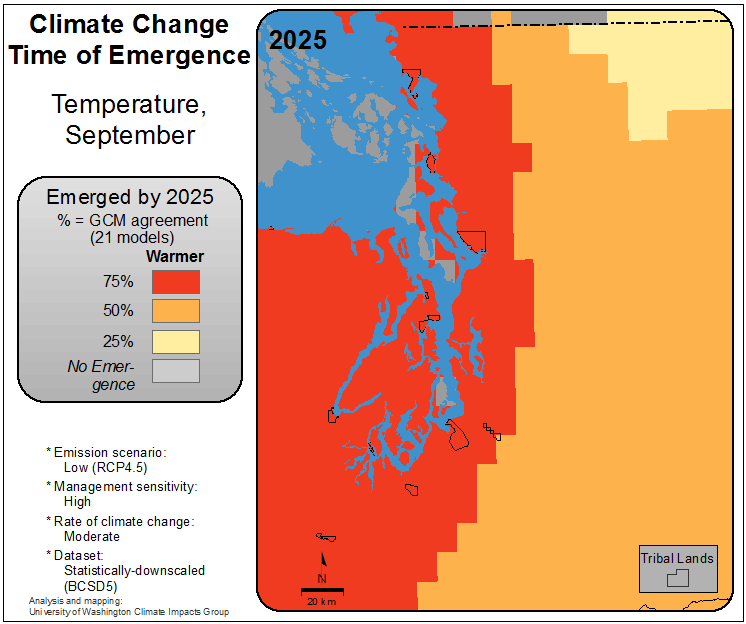 Climate Change
Time of Emergence
Temperature,
September
Emerged by 2025
% = GCM agreement
(21 models)
Warmer
75%
50%
25%
No Emer-
gence
* Emission scenario:
Low (RCP4.5)
* Management sensitivity:
High
* Rate of climate change:
Moderate
* Dataset:
Statistically-downscaled
(BCSD5)
Analysis and mapping:
University of Washington Climate Impacts Group
2025
N
20 km
Tribal Lands